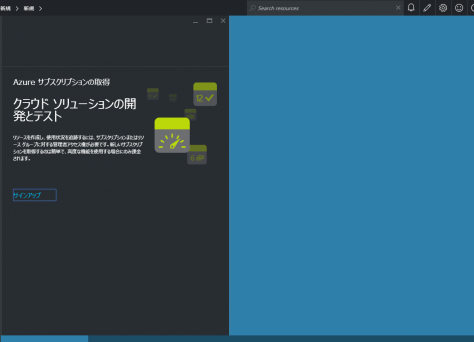 新規 > 新規 >
Search resources
Azure サブスクリプションの取得
クラウド ソリューションの開
発とテスト
リソースを作成し、使用状況を追跡するには、サブスクリプションまたはリソ
ース グループに対する管理者アクセス権が必要です。新しいサブスクリプ
ションを取得するのは簡単で、高度な機能を使用する場合にのみ課金
されます。
サインアップ
12